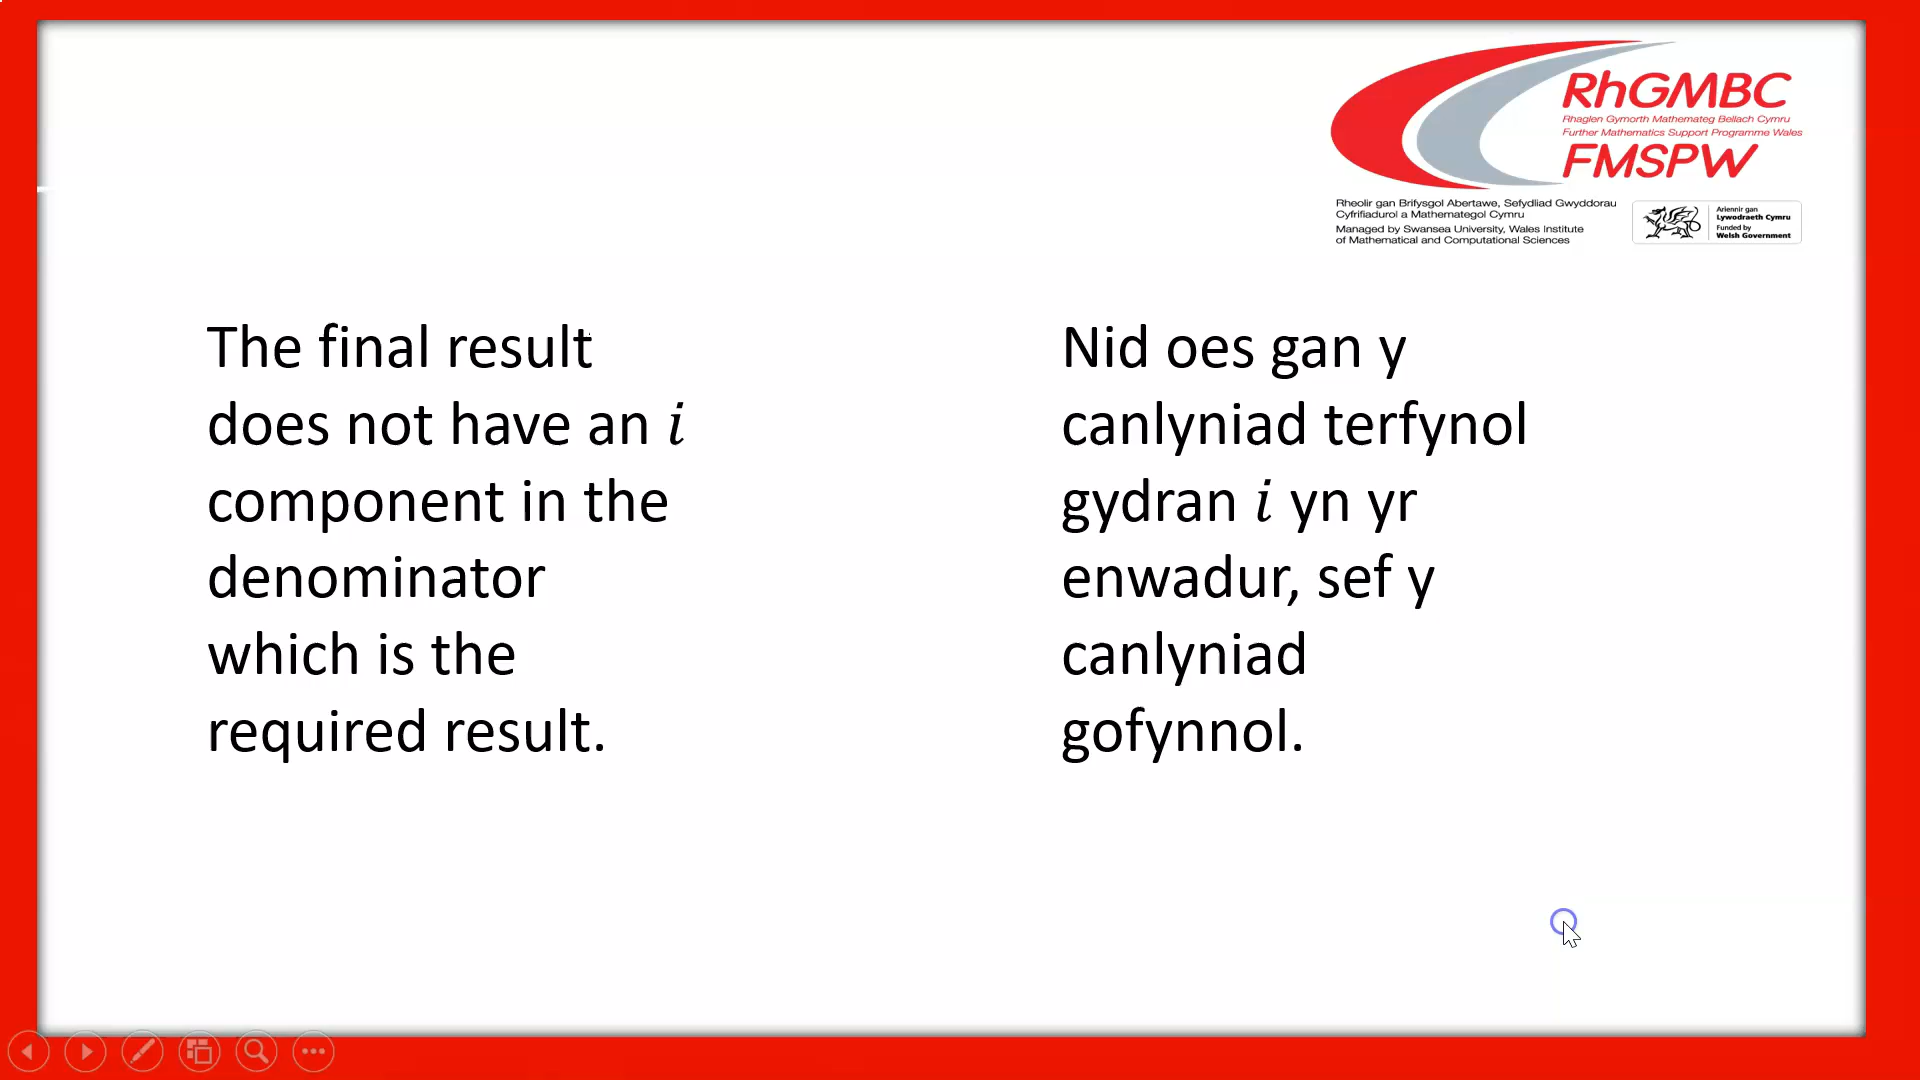 RhGMBC
Rhaglen Gymorth Mathemateg Bellach Cymru
Further Mathematics Support Programme Wales
FMSPW
Rheolir gan Brifysgol Abertawe, Sefydliad Gwyddorau
Cyfrifiadurol a Mathemategol Cymru
Managed by Swansea University, Wales Institute
of Mathematical and Computational Sciences
Ariennir gan
Lywodraeth Cymru
Funded by
Welsh Government
The final result
does not have an i
component in the
denominator
which is the
required result.
Nid oes gan y
canlyniad terfynol
gydran i yn yr
enwadur, sef y
canlyniad
gofynnol.